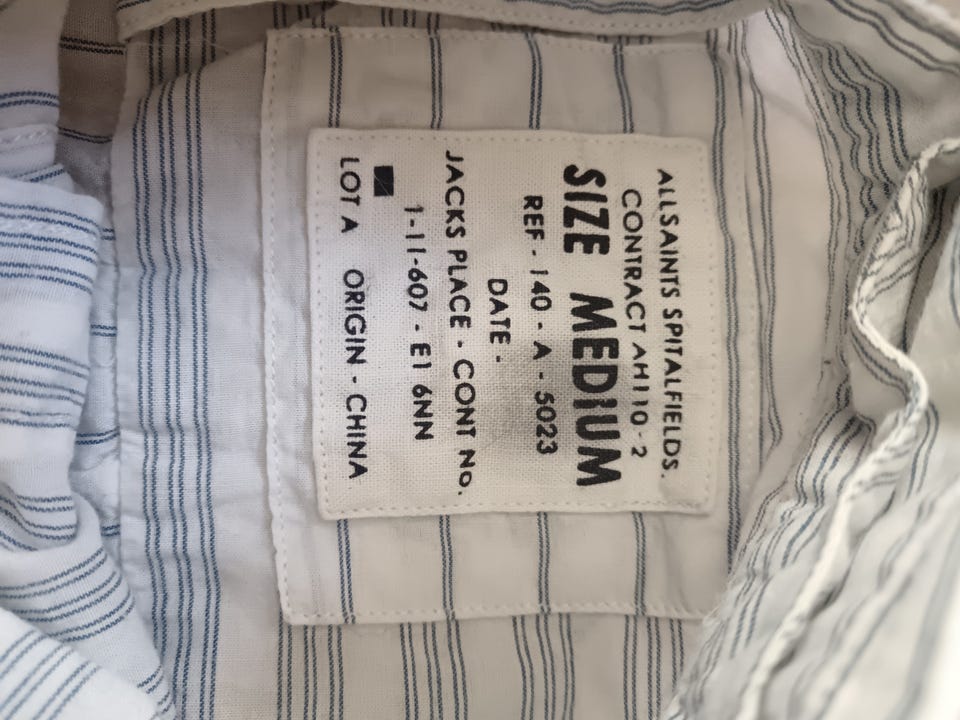 ALLSAINTS SPITALFIELDS.
CONTRACT AH110-2
SIZE MEDIUM
REF - 140 - A - 5023
DATE -
JACKS PLACE - CONT NO.
1-11-607 - E1 6NN
LOT A ORIGIN - CHINA